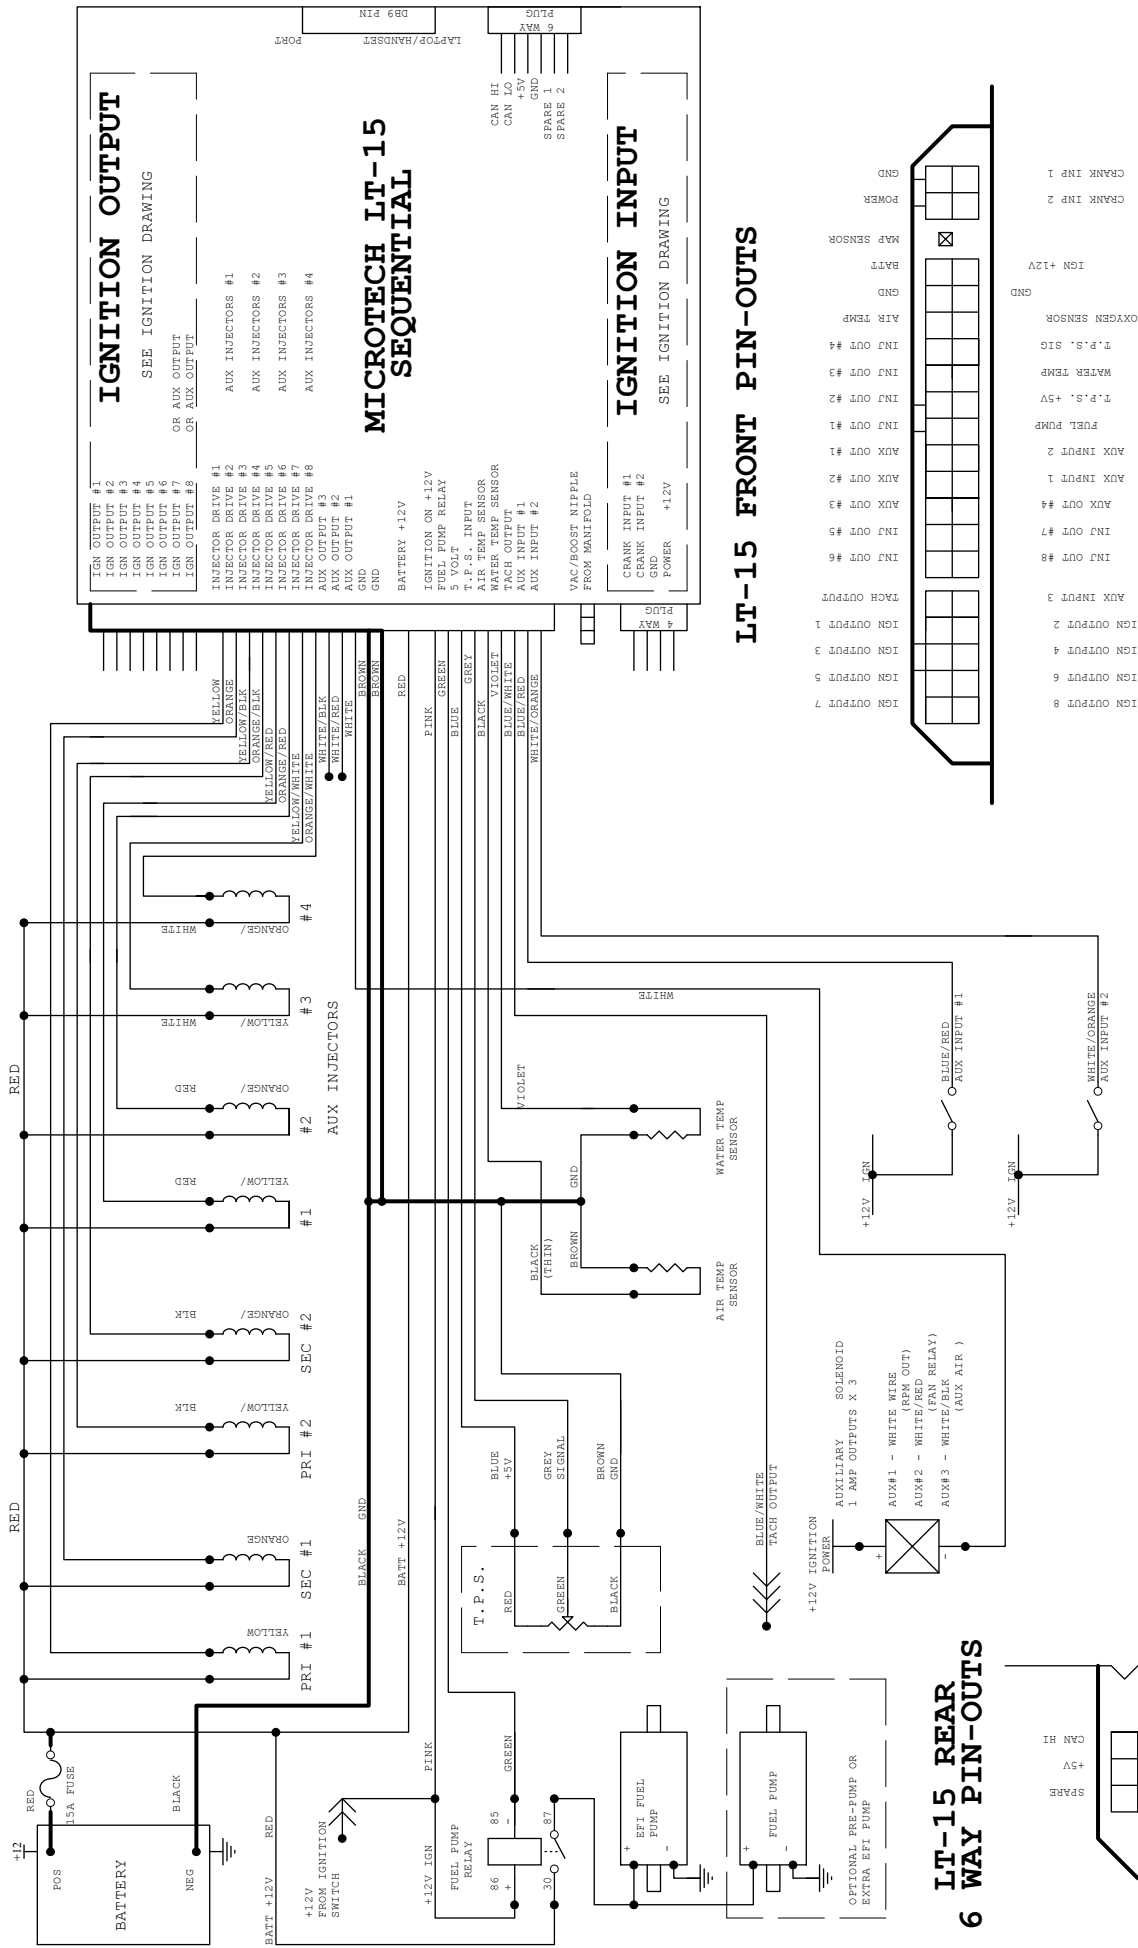 IGNITION OUTPUT
SEE IGNITION DRAWING
IGN OUTPUT #1
IGN OUTPUT #2
IGN OUTPUT #3
IGN OUTPUT #4
IGN OUTPUT #5
IGN OUTPUT #6
IGN OUTPUT #7 OR AUX OUTPUT
IGN OUTPUT #8 OR AUX OUTPUT
INJECTOR DRIVE #1
INJECTOR DRIVE #2 AUX INJECTORS #1
INJECTOR DRIVE #3
INJECTOR DRIVE #4 AUX INJECTORS #2
INJECTOR DRIVE #5
INJECTOR DRIVE #6 AUX INJECTORS #3
INJECTOR DRIVE #7
INJECTOR DRIVE #8 AUX INJECTORS #4
AUX OUTPUT #3
AUX OUTPUT #2
AUX OUTPUT #1
GND
GND
BATTERY +12V
IGNITION ON +12V
FUEL PUMP RELAY
5 VOLT
T.P.S. INPUT
AIR TEMP SENSOR
WATER TEMP SENSOR
TACH OUTPUT
AUX INPUT #1
AUX INPUT #2
VAC/BOOST NIPPLE
FROM MANIFOLD
CRANK INPUT #1
CRANK INPUT #2
GND
POWER +12V
MICROTECH LT-15
SEQUENTIAL
IGNITION INPUT
SEE IGNITION DRAWING
DB9 PIN
LAPTOP/HANDSET PORT
6 WAY
PLUG
CAN HI
CAN LO
+5V
GND
SPARE 1
SPARE 2
4 WAY
PLUG
YELLOW
ORANGE
YELLOW/BLK
ORANGE/BLK
YELLOW/RED
ORANGE/RED
YELLOW/WHITE
ORANGE/WHITE
WHITE/BLK
WHITE/RED
WHITE
BROWN
BROWN
RED
PINK
GREEN
BLUE
GREY
BLACK
VIOLET
BLUE/WHITE
BLUE/RED
WHITE/ORANGE
LT-15 FRONT PIN-OUTS
GND
POWER
MAP SENSOR
BATT
GND
AIR TEMP
INJ OUT #4
INJ OUT #3
INJ OUT #2
INJ OUT #1
AUX OUT #1
AUX OUT #2
AUX OUT #3
INJ OUT #5
INJ OUT #6
TACH OUTPUT
IGN OUTPUT 1
IGN OUTPUT 3
IGN OUTPUT 5
IGN OUTPUT 7
CRANK INP 1
CRANK INP 2
IGN +12V
GND
OXYGEN SENSOR
T.P.S. SIG
WATER TEMP
T.P.S. +5V
FUEL PUMP
AUX INPUT 2
AUX INPUT 1
AUX OUT #4
INJ OUT #7
INJ OUT #8
AUX INPUT 3
IGN OUTPUT 2
IGN OUTPUT 4
IGN OUTPUT 6
IGN OUTPUT 8
RED
RED
ORANGE/
WHITE
#4
YELLOW/
WHITE
#3
AUX INJECTORS
ORANGE/
RED
#2
YELLOW/
RED
#1
ORANGE/
BLK
SEC #2
YELLOW/
BLK
PRI #2
ORANGE
SEC #1
YELLOW
PRI #1
WHITE
VIOLET
WATER TEMP
SENSOR
GND
BROWN
BLACK
(THIN)
AIR TEMP
SENSOR
BLUE/RED
AUX INPUT #1
+12V IGN
WHITE/ORANGE
AUX INPUT #2
+12V IGN
BLACK GND
BATT +12V
T.P.S.
BLUE
+5V
GREY
SIGNAL
BROWN
GND
RED
GREEN
BLACK
BLUE/WHITE
TACH OUTPUT
+12V IGNITION
POWER
+
-
AUXILIARY SOLENOID
1 AMP OUTPUTS X 3
AUX#1 - WHITE WIRE
(RPM OUT)
AUX#2 - WHITE/RED
(FAN RELAY)
AUX#3 - WHITE/BLK
(AUX AIR )
+12
RED
15A FUSE
POS
BATTERY
NEG
BLACK
BATT +12V RED
+12V
FROM IGNITION
SWITCH
+12V IGN PINK
FUEL PUMP
RELAY
86 85
+ -
30 87
GREEN
+ EFI FUEL
PUMP -
+ FUEL PUMP -
OPTIONAL PRE-PUMP OR
EXTRA EFI PUMP
LT-15 REAR
6 WAY PIN-OUTS
CAN HI
+5V
SPARE